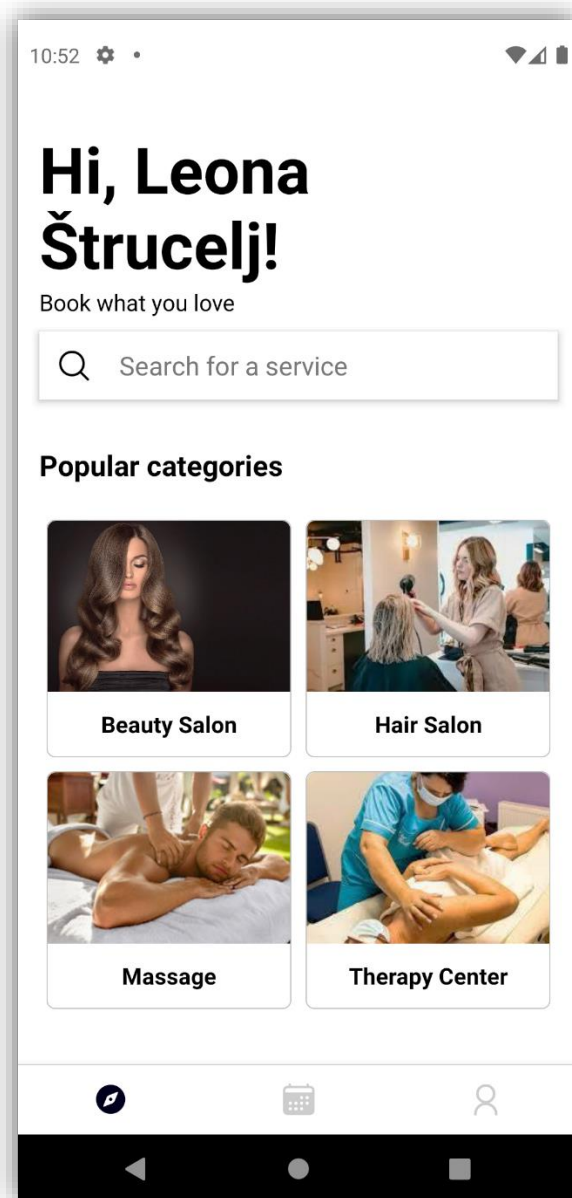 10:52
Hi, Leona
Štrucelj!
Book what you love
Search for a service
Popular categories
Beauty Salon
Hair Salon
Massage
Therapy Center